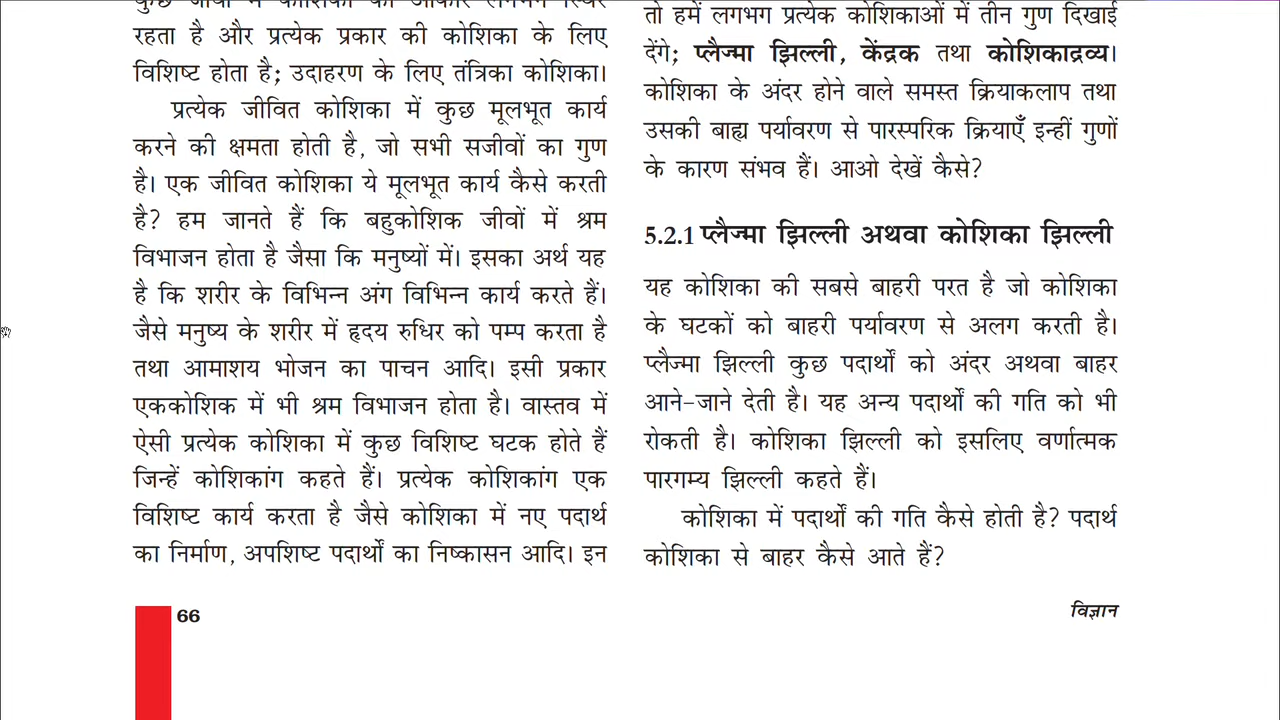 रहता है और प्रत्येक प्रकार की कोशिका के लिए
विशिष्ट होता है; उदाहरण के लिए तंत्रिका कोशिका।
प्रत्येक जीवित कोशिका में कुछ मूलभूत कार्य
करने की क्षमता होती है, जो सभी सजीवों का गुण
है। एक जीवित कोशिका ये मूलभूत कार्य कैसे करती
है? हम जानते हैं कि बहुकोशिक जीवों में श्रम
विभाजन होता है जैसा कि मनुष्यों में। इसका अर्थ यह
है कि शरीर के विभिन्न अंग विभिन्न कार्य करते हैं।
जैसे मनुष्य के शरीर में हृदय रुधिर को पम्प करता है
तथा आमाशय भोजन का पाचन आदि। इसी प्रकार
एककोशिक में भी श्रम विभाजन होता है। वास्तव में
ऐसी प्रत्येक कोशिका में कुछ विशिष्ट घटक होते हैं
जिन्हें कोशिकांग कहते हैं। प्रत्येक कोशिकांग एक
विशिष्ट कार्य करता है जैसे कोशिका में नए पदार्थ
का निर्माण, अपशिष्ट पदार्थों का निष्कासन आदि। इन
तो हमें लगभग प्रत्येक कोशिकाओं में तीन गुण दिखाई
देंगे; प्लैज्मा झिल्ली, केंद्रक तथा कोशिकाद्रव्य।
कोशिका के अंदर होने वाले समस्त क्रियाकलाप तथा
उसकी बाह्य पर्यावरण से पारस्परिक क्रियाएँ इन्हीं गुणों
के कारण संभव हैं। आओ देखें कैसे?
5.2.1 प्लैज्मा झिल्ली अथवा कोशिका झिल्ली
यह कोशिका की सबसे बाहरी परत है जो कोशिका
के घटकों को बाहरी पर्यावरण से अलग करती है।
प्लैज्मा झिल्ली कुछ पदार्थों को अंदर अथवा बाहर
आने-जाने देती है। यह अन्य पदार्थों की गति को भी
रोकती है। कोशिका झिल्ली को इसलिए वर्णात्मक
पारगम्य झिल्ली कहते हैं।
कोशिका में पदार्थों की गति कैसे होती है? पदार्थ
कोशिका से बाहर कैसे आते हैं?
66
विज्ञान